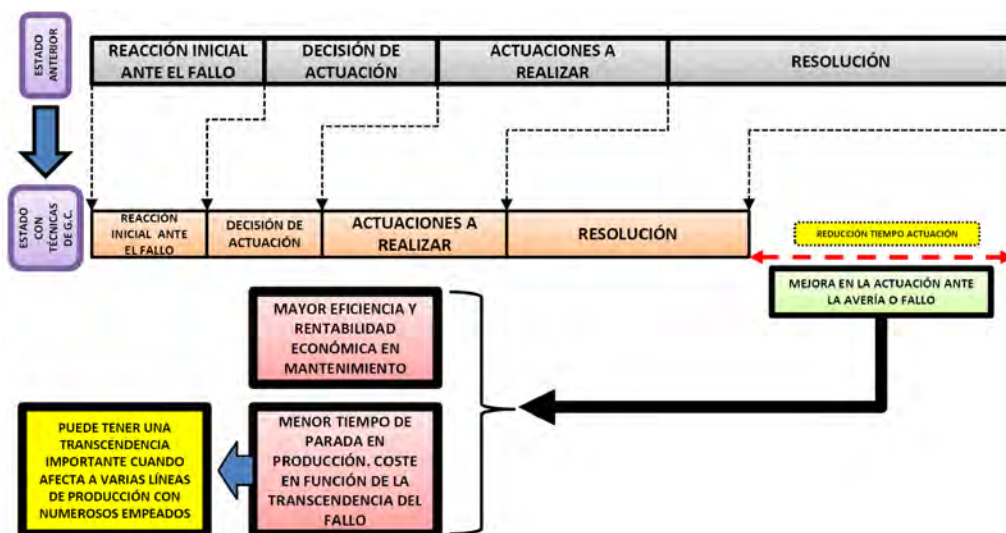 ESTADO
ANTERIOR
REACCIÓN INICIAL
ANTE EL FALLO
DECISIÓN DE
ACTUACIÓN
ACTUACIONES A
REALIZAR
RESOLUCIÓN
ESTADO
CON
TÉCNICAS
DE G.C.
REACCIÓN
INICIAL ANTE
EL FALLO
DECISIÓN DE
ACTUACIÓN
ACTUACIONES A
REALIZAR
RESOLUCIÓN
REDUCCIÓN TIEMPO ACTUACIÓN
MEJORA EN LA ACTUACIÓN ANTE
LA AVERÍA O FALLO
MAYOR EFICIENCIA Y
RENTABILIDAD
ECONÓMICA EN
MANTENIMIENTO
PUEDE TENER UNA
TRANSCENDENCIA
IMPORTANTE CUANDO
AFECTA A VARIAS LÍNEAS
DE PRODUCCIÓN CON
NUMEROSOS EMPEADOS
MENOR TIEMPO DE
PARADA EN
PRODUCCIÓN. COSTE
EN FUNCIÓN DE LA
TRANSCENDENCIA DEL
FALLO